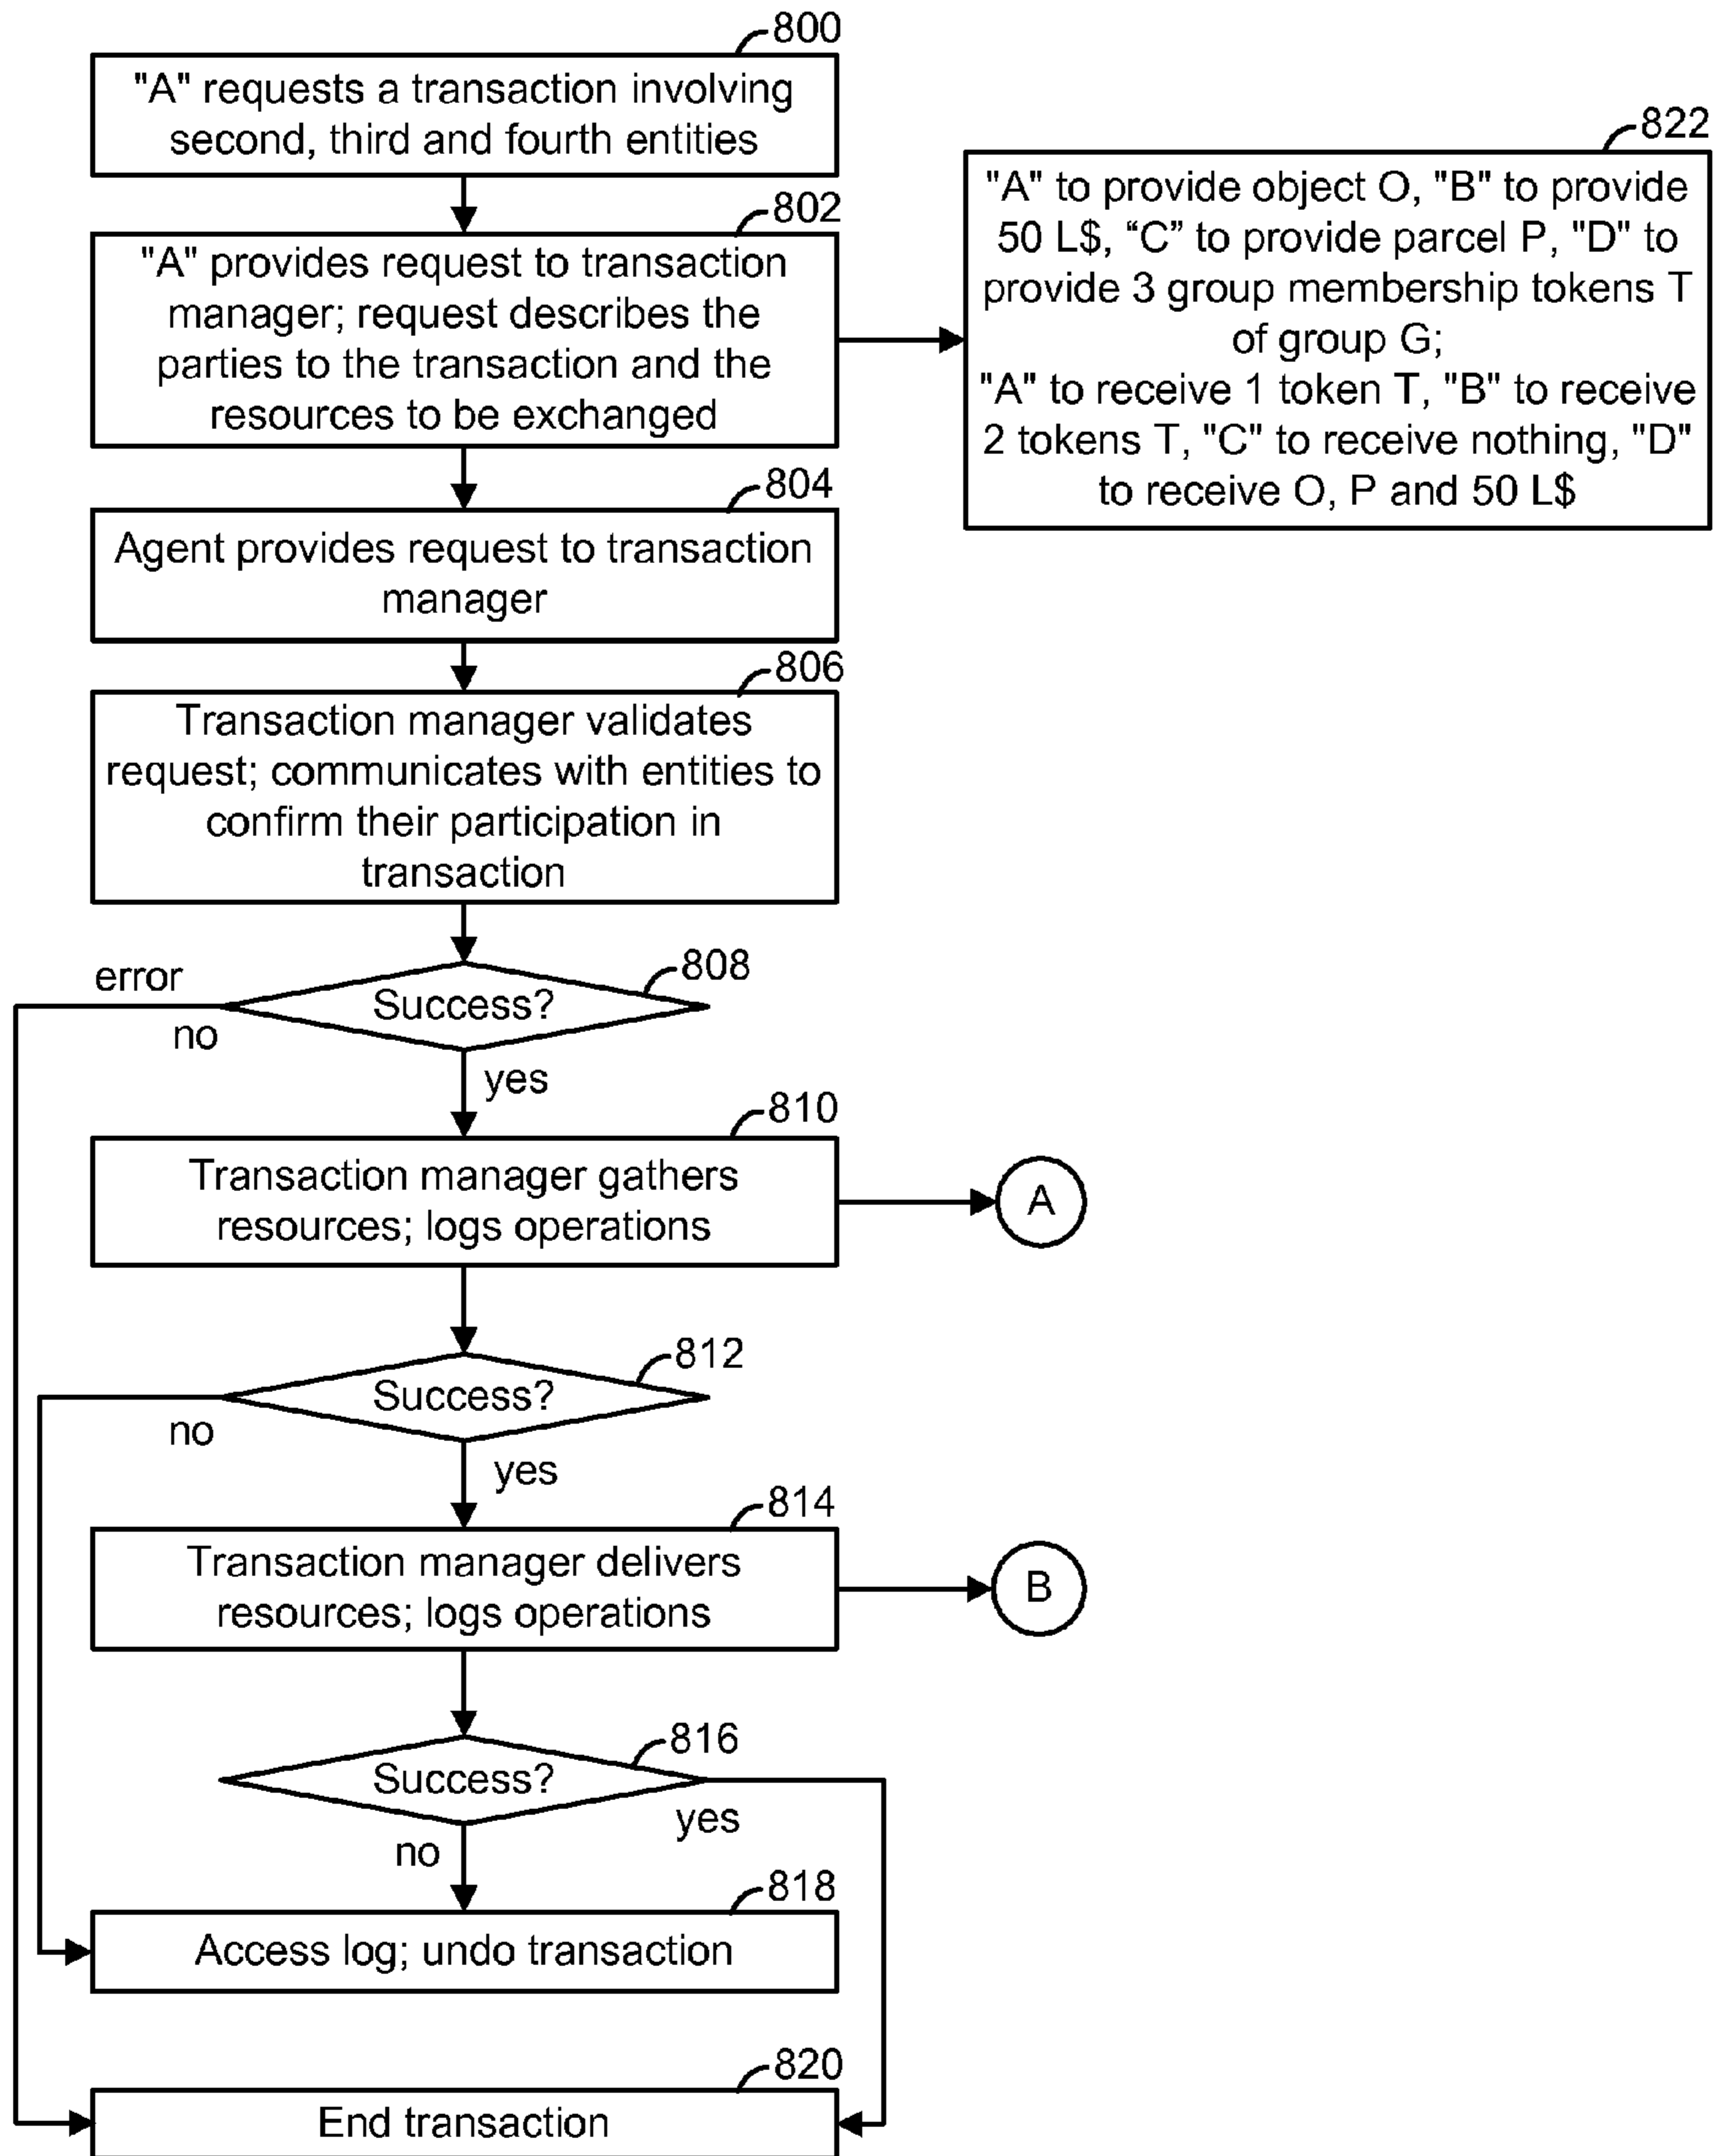 800
"A" requests a transaction involving
second, third and fourth entities
802
"A" provides request to transaction
manager; request describes the
parties to the transaction and the
resources to be exchanged
822
"A" to provide object O, "B" to provide
50 L$, “C” to provide parcel P, "D" to
provide 3 group membership tokens T
of group G;
"A" to receive 1 token T, "B" to receive
2 tokens T, "C" to receive nothing, "D"
to receive O, P and 50 L$
804
Agent provides request to transaction
manager
806
Transaction manager validates
request; communicates with entities to
confirm their participation in
transaction
808
Success?
error
no
yes
810
Transaction manager gathers
resources; logs operations
A
812
Success?
no
yes
814
Transaction manager delivers
resources; logs operations
B
816
Success?
yes
no
818
Access log; undo transaction
820
End transaction